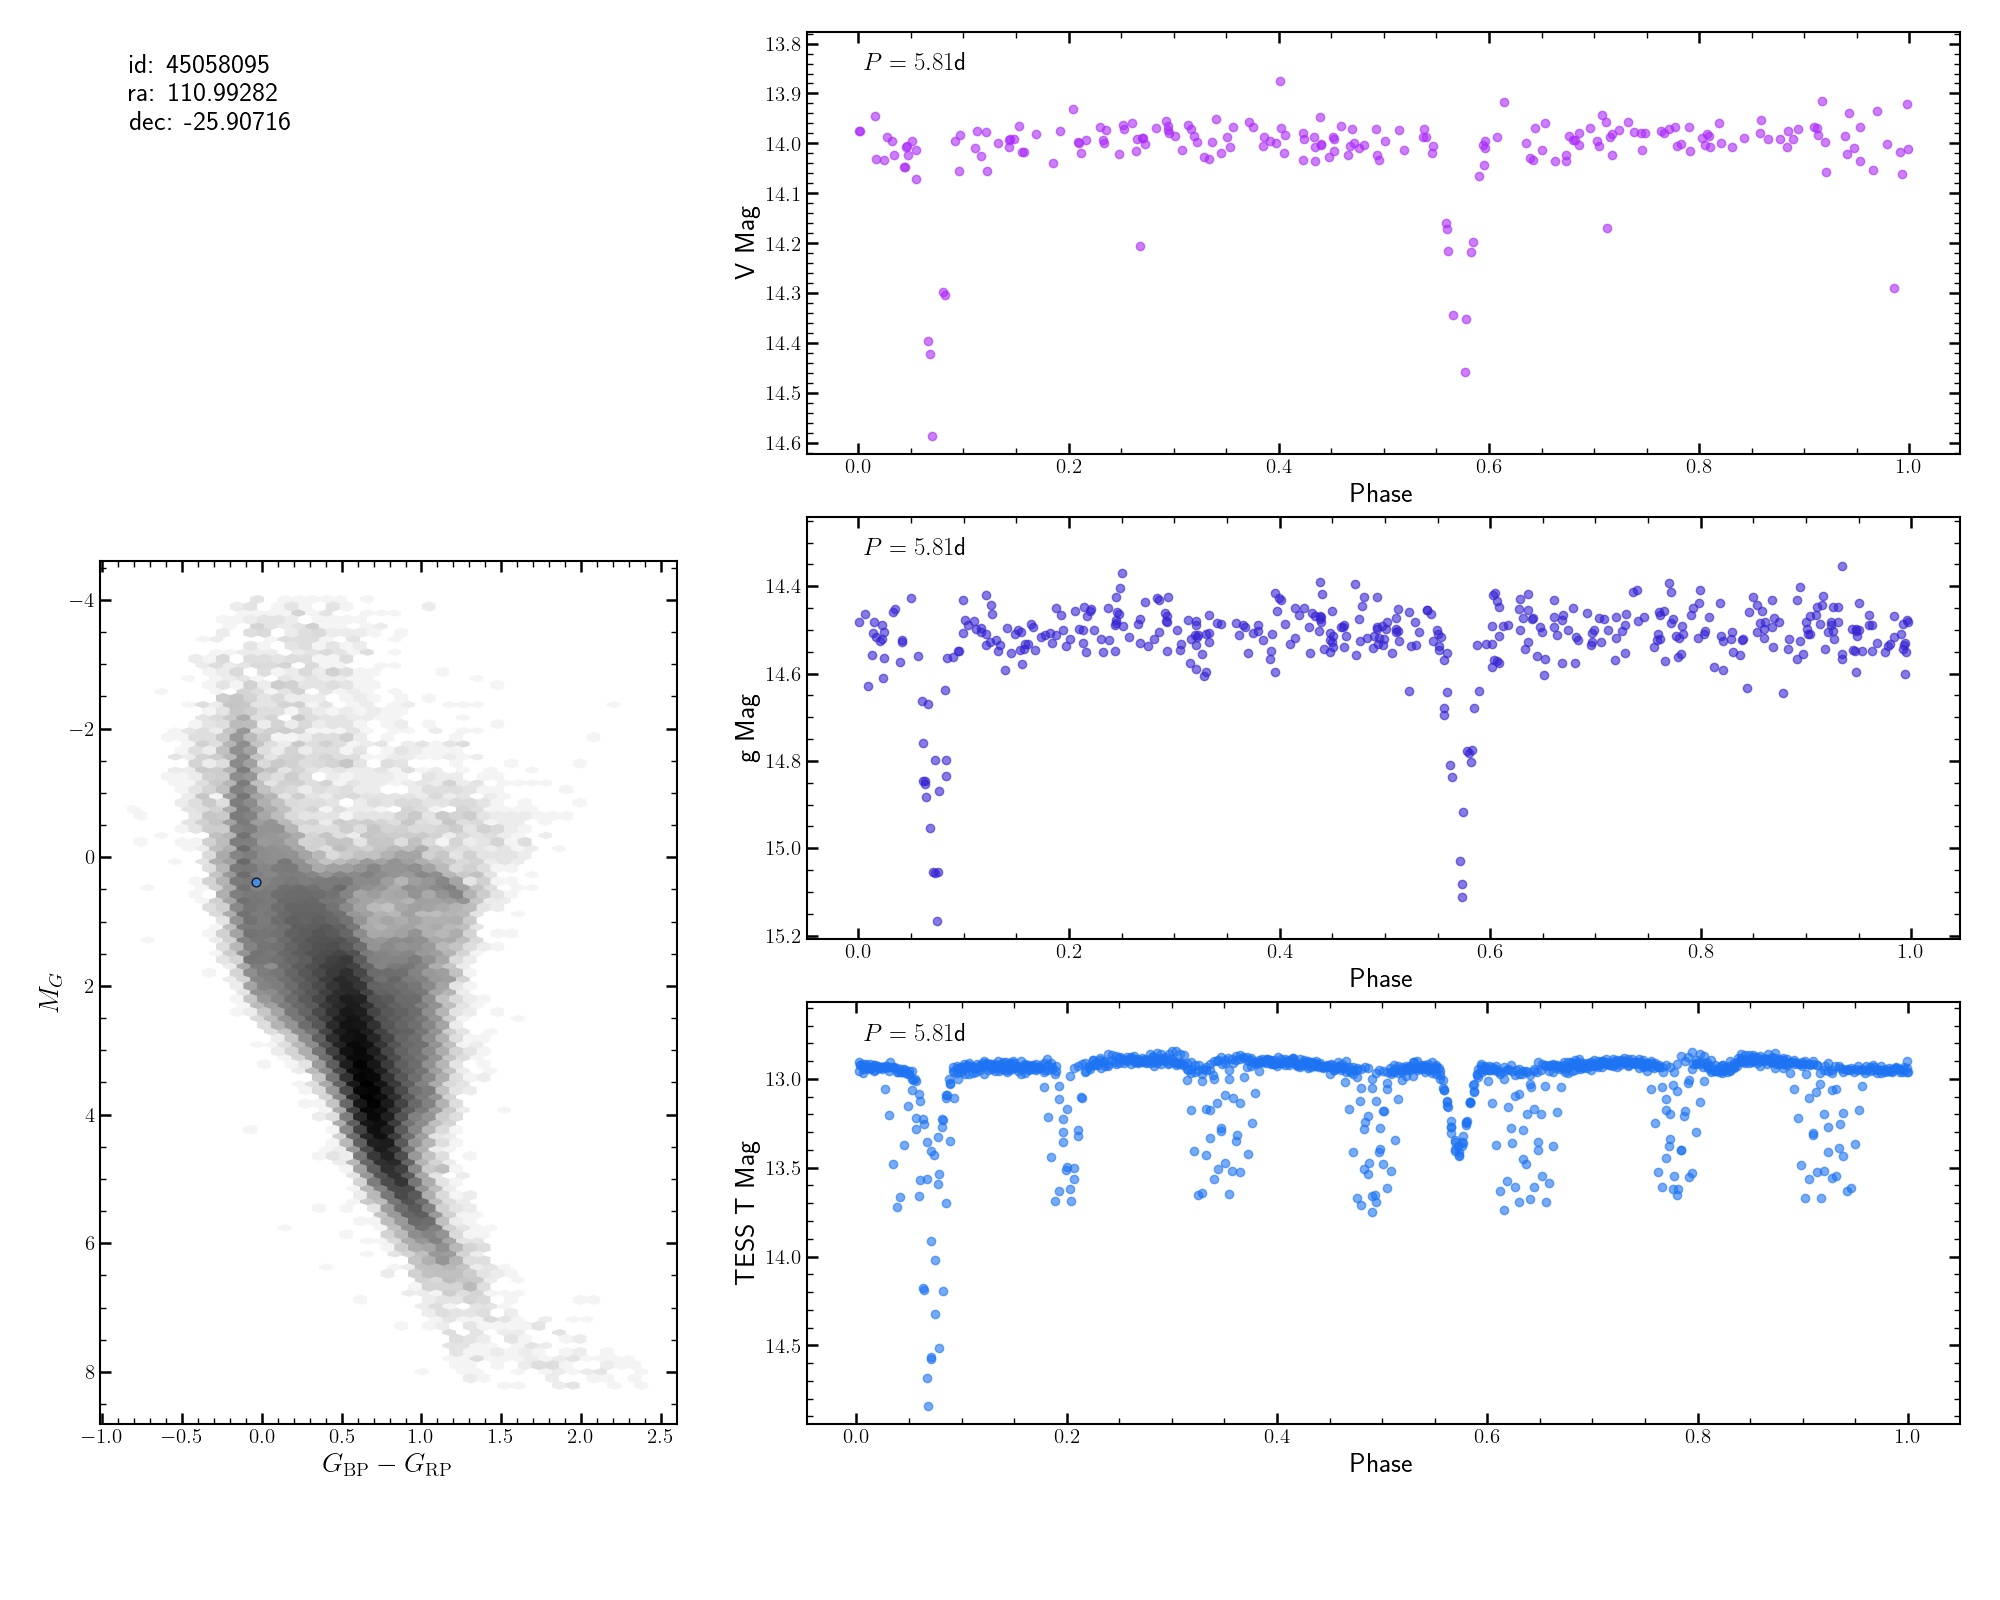 id: 45058095
ra: 110.99282
dec: -25.90716
P = 5.81d
13.8
13.9
14.0
14.1
14.2
14.3
14.4
14.5
14.6
V Mag
0.0 0.2 0.4 0.6 0.8 1.0
Phase
P = 5.81d
14.4
14.6
14.8
15.0
15.2
g Mag
0.0 0.2 0.4 0.6 0.8 1.0
Phase
−4
−2
0
2
4
6
8
M_G
−1.0 −0.5 0.0 0.5 1.0 1.5 2.0 2.5
G_BP − G_RP
P = 5.81d
13.0
13.5
14.0
14.5
TESS T Mag
0.0 0.2 0.4 0.6 0.8 1.0
Phase